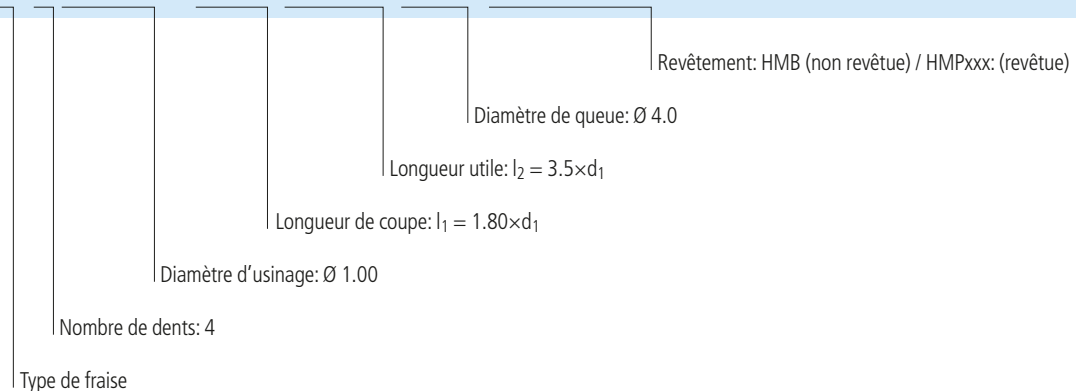 Revêtement: HMB (non revêtue) / HMPxxx: (revêtue)
Diamètre de queue: Ø 4.0
Longueur utile: l₂ = 3.5×d₁
Longueur de coupe: l₁ = 1.80×d₁
Diamètre d’usinage: Ø 1.00
Nombre de dents: 4
Type de fraise